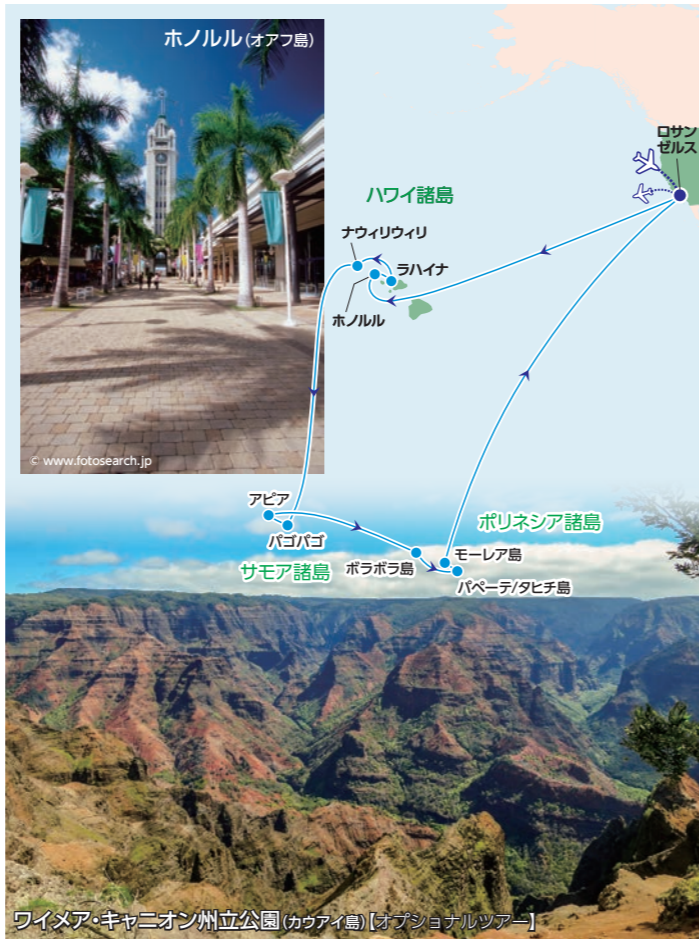 ホノルル(オアフ島)
ロサン
ゼルス
ハワイ諸島
ナウィリウィリ
ラハイナ
ホノルル
© www.fotosearch.jp
アピア
パゴパゴ
サモア諸島
ポリネシア諸島
モーレア島
ボラボラ島
パペーテ/タヒチ島
ワイメア・キャニオン州立公園(カウアイ島)【オプショナルツアー】